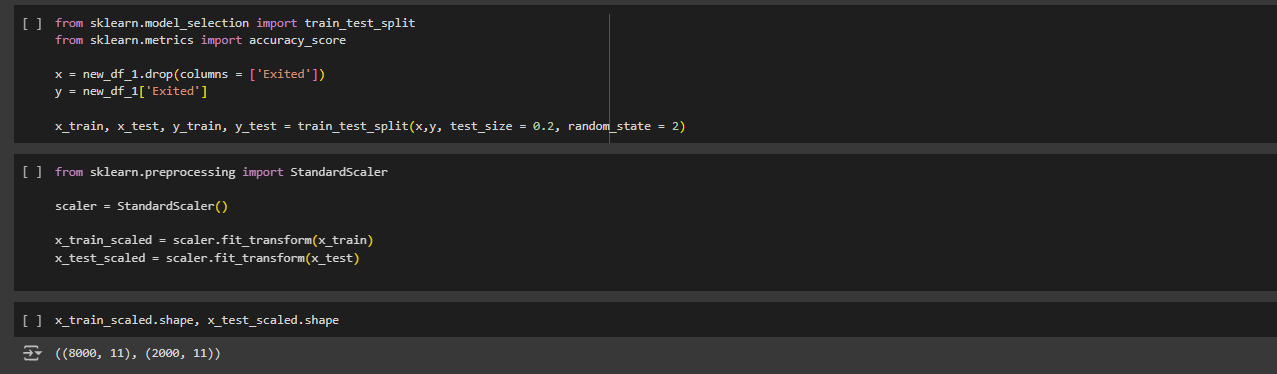 [ ] from sklearn.model_selection import train_test_split
from sklearn.metrics import accuracy_score
x = new_df_1.drop(columns = ['Exited'])
y = new_df_1['Exited']
x_train, x_test, y_train, y_test = train_test_split(x,y, test_size = 0.2, random_state = 2)
[ ] from sklearn.preprocessing import StandardScaler
scaler = StandardScaler()
x_train_scaled = scaler.fit_transform(x_train)
x_test_scaled = scaler.fit_transform(x_test)
[ ] x_train_scaled.shape, x_test_scaled.shape
((8000, 11), (2000, 11))